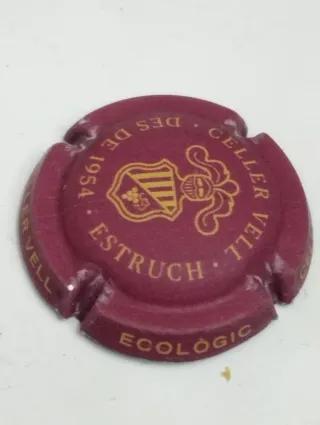 CELLER VELL · ESTRUCH · DES DE 1954 ·
ECOLÒGIC